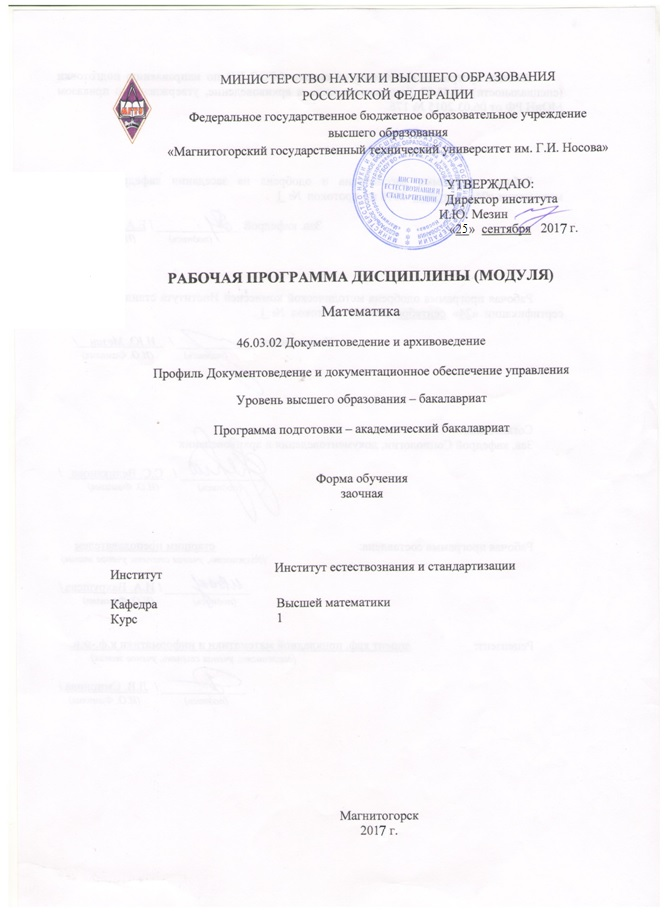 МИНИСТЕРСТВО НАУКИ И ВЫСШЕГО ОБРАЗОВАНИЯ
РОССИЙСКОЙ ФЕДЕРАЦИИ
Федеральное государственное бюджетное образовательное учреждение
высшего образования
«Магнитогорский государственный технический университет им. Г.И. Носова»
ИНСТИТУТ
ЕСТЕСТВОЗНАНИЯ И
СТАНДАРТИЗАЦИИ
УТВЕРЖДАЮ:
Директор института
И.Ю. Мезин
«25» сентября 2017 г.
РАБОЧАЯ ПРОГРАММА ДИСЦИПЛИНЫ (МОДУЛЯ)
Математика
46.03.02 Документоведение и архивоведение
Профиль Документоведение и документационное обеспечение управления
Уровень высшего образования – бакалавриат
Программа подготовки – академический бакалавриат
Форма обучения
заочная
Институт Институт естествознания и стандартизации
Кафедра Высшей математики
Курс 1
Магнитогорск
2017 г.